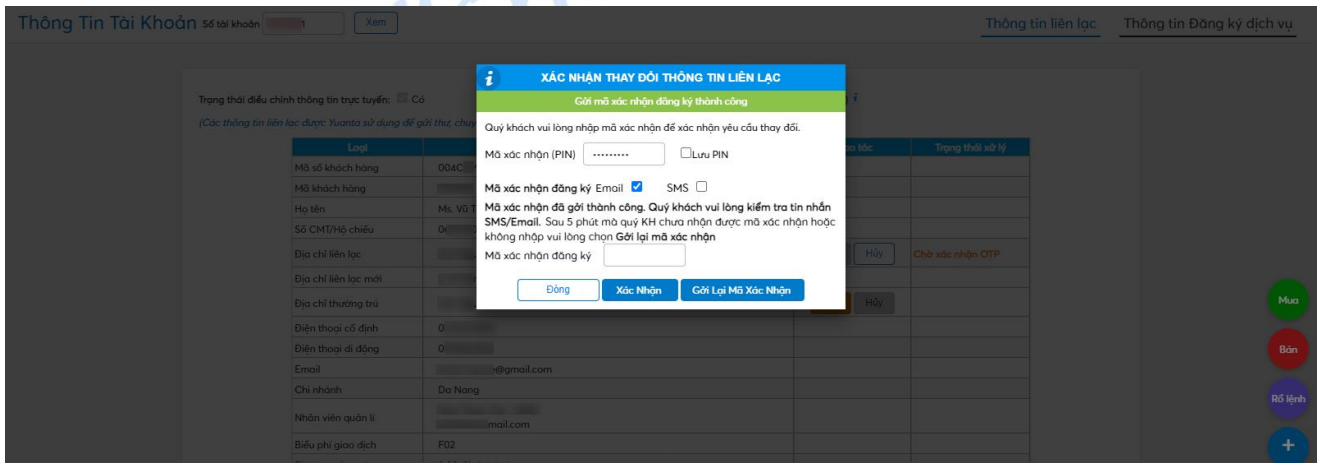 Thông Tin Tài Khoản Số tài khoản 1 Xem Thông tin liên lạc Thông tin Đăng ký dịch vụ
XÁC NHẬN THAY ĐỔI THÔNG TIN LIÊN LẠC
Gửi mã xác nhận đăng ký thành công
Trạng thái điều chỉnh thông tin trực tuyến: Có
(Các thông tin liên lạc được Yuanta sử dụng để gửi thư, chuy
Quý khách vui lòng nhập mã xác nhận để xác nhận yêu cầu thay đổi.
Mã xác nhận (PIN) ········· Lưu PIN
Mã xác nhận đăng ký Email SMS
Mã xác nhận đã gởi thành công. Quý khách vui lòng kiểm tra tin nhắn
SMS/Email. Sau 5 phút mà quý KH chưa nhận được mã xác nhận hoặc
không nhập vui lòng chọn Gởi lại mã xác nhận
Mã xác nhận đăng ký
Đóng Xác Nhận Gởi Lại Mã Xác Nhận
Loại tác Trạng thái xử lý
Mã số khách hàng 004C
Mã khách hàng
Họ tên Ms. Vũ T
Số CMT/Hộ chiếu 0
Địa chỉ liên lạc Hủy Chờ xác nhận OTP
Địa chỉ liên lạc mới
Địa chỉ thường trú Hủy
Điện thoại cố định 0
Điện thoại di động 0
Email e@gmail.com
Chi nhánh Da Nang
Nhân viên quản lí
mail.com
Biểu phí giao dịch F02
Mua
Bán
Rổ lệnh
+